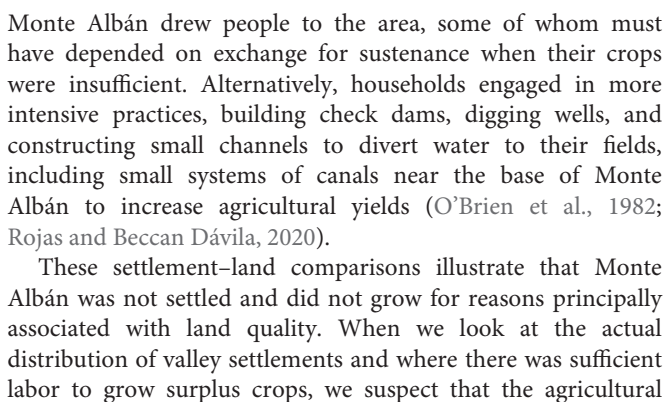 Monte Albán drew people to the area, some of whom must
have depended on exchange for sustenance when their crops
were insufficient. Alternatively, households engaged in more
intensive practices, building check dams, digging wells, and
constructing small channels to divert water to their fields,
including small systems of canals near the base of Monte
Albán to increase agricultural yields (O’Brien et al., 1982;
Rojas and Beccan Dávila, 2020).
These settlement–land comparisons illustrate that Monte
Albán was not settled and did not grow for reasons principally
associated with land quality. When we look at the actual
distribution of valley settlements and where there was sufficient
labor to grow surplus crops, we suspect that the agricultural